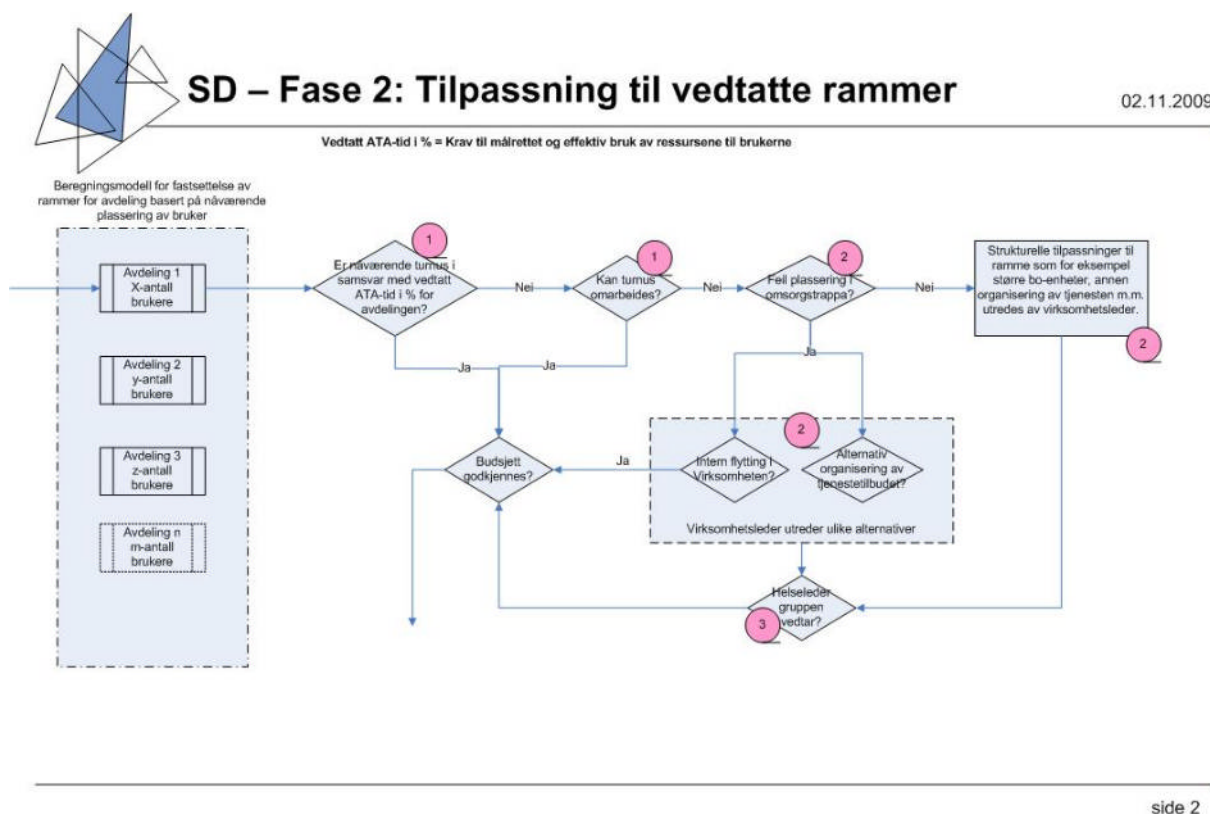 SD – Fase 2: Tilpassning til vedtatte rammer
02.11.2009
Vedtatt ATA-tid i % = Krav til målrettet og effektiv bruk av ressursene til brukerne
Beregningsmodell for fastsettelse av
rammer for avdeling basert på nåværende
plassering av bruker
Avdeling 1
X-antall
brukere
Avdeling 2
y-antall
brukere
Avdeling 3
z-antall
brukere
Avdeling n
m-antall
brukere
1
Er nåværende turnus i
samsvar med vedtatt
ATA-tid i % for
avdelingen?
Nei
Ja
1
Kan turnus
omarbeides?
Nei
Ja
2
Feil plassering i
omsorgstrappa?
Nei
Ja
Strukturelle tilpassninger til
ramme som for eksempel
større bo-enheter, annen
organisering av tjenesten m.m.
utredes av virksomhetsleder.
2
Budsjett
godkjennes?
Ja
2
Intern flytting I
Virksomheten?
Alternativ
organisering av
tjenestetilbudet?
Virksomhetsleder utreder ulike alternativer
Helseleder
gruppen
vedtar?
3
side 2